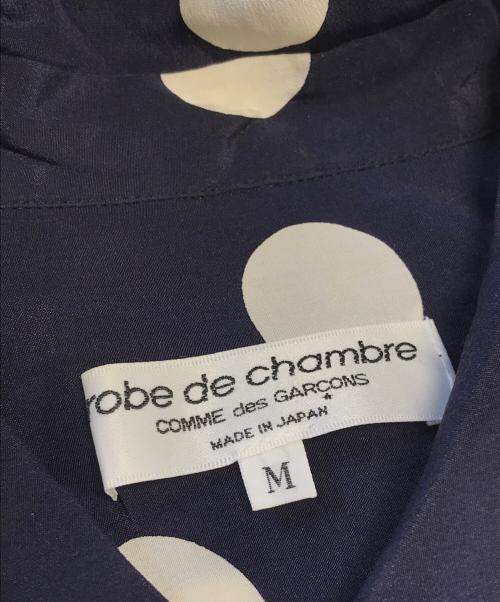 robe de chambre
COMME des GARÇONS
MADE IN JAPAN
M